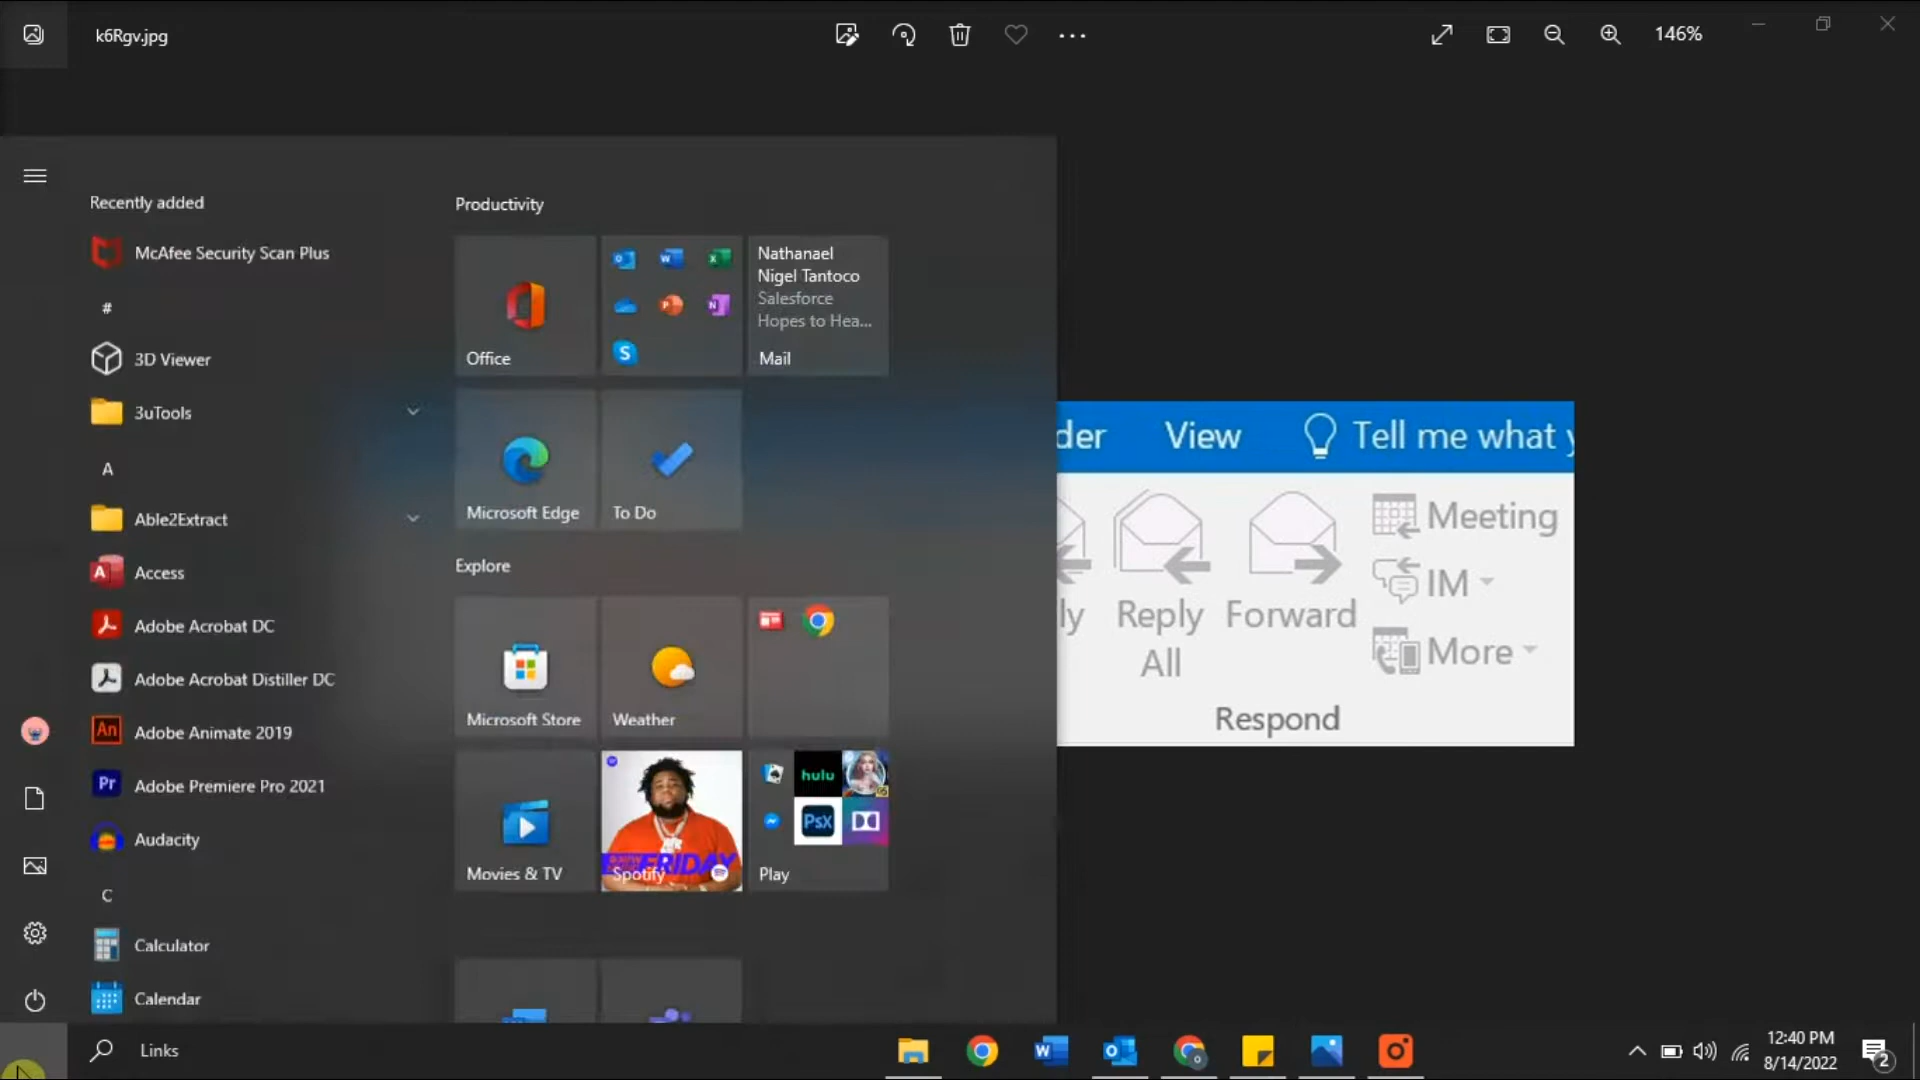 k6Rgv.jpg
146%
Recently added
McAfee Security Scan Plus
#
3D Viewer
3uTools
A
Able2Extract
Access
Adobe Acrobat DC
Adobe Acrobat Distiller DC
Adobe Animate 2019
Adobe Premiere Pro 2021
Audacity
C
Calculator
Calendar
Productivity
Office
Nathanael
Nigel Tantoco
Salesforce
Hopes to Hea...
Mail
Microsoft Edge
To Do
Explore
Microsoft Store
Weather
Movies & TV
FRIDAY
Spotify
hulu
PsX
Play
der View Tell me what y
ly
Reply
All
Forward
Meeting
IM
More
Respond
Links
12:40 PM
8/14/2022
2